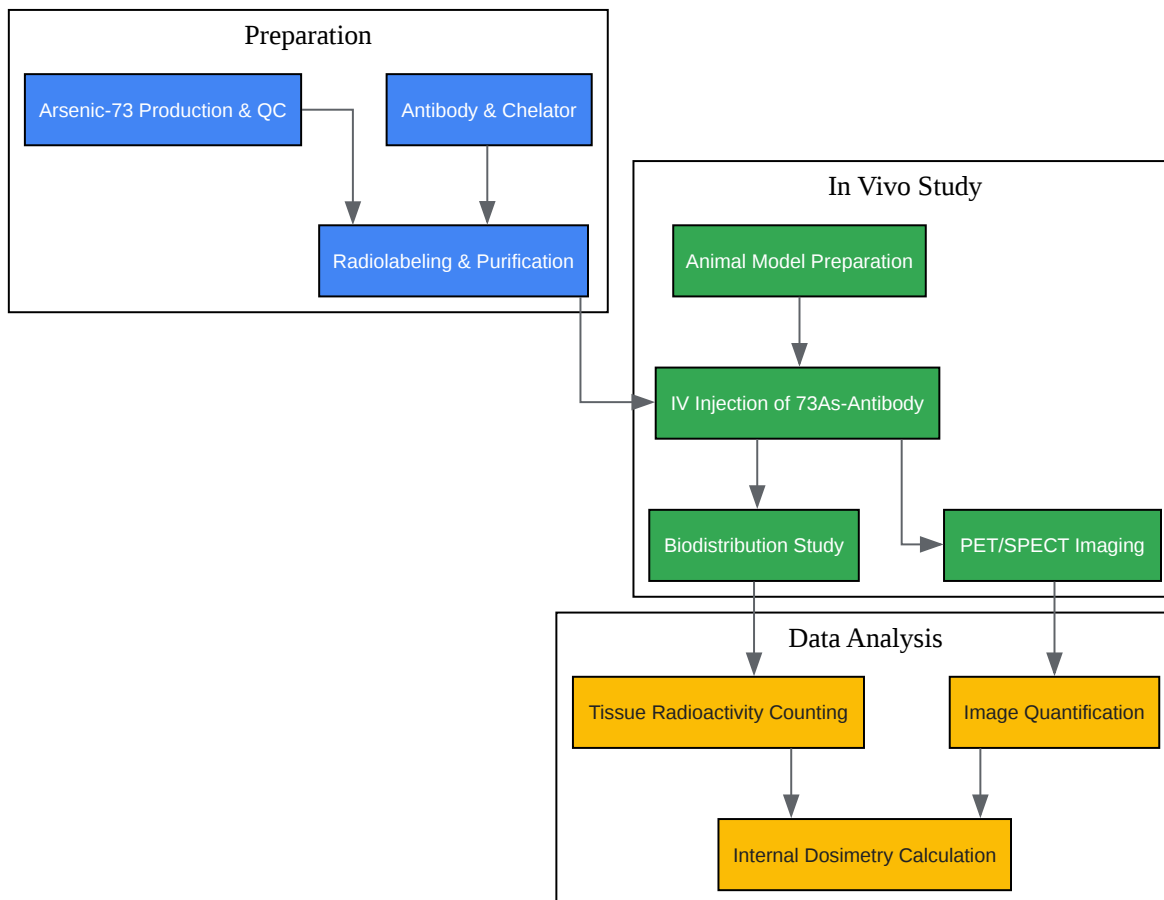 Preparation
Arsenic-73 Production & QC
Antibody & Chelator
Radiolabeling & Purification
In Vivo Study
Animal Model Preparation
IV Injection of 73As-Antibody
Biodistribution Study
PET/SPECT Imaging
Data Analysis
Tissue Radioactivity Counting
Image Quantification
Internal Dosimetry Calculation